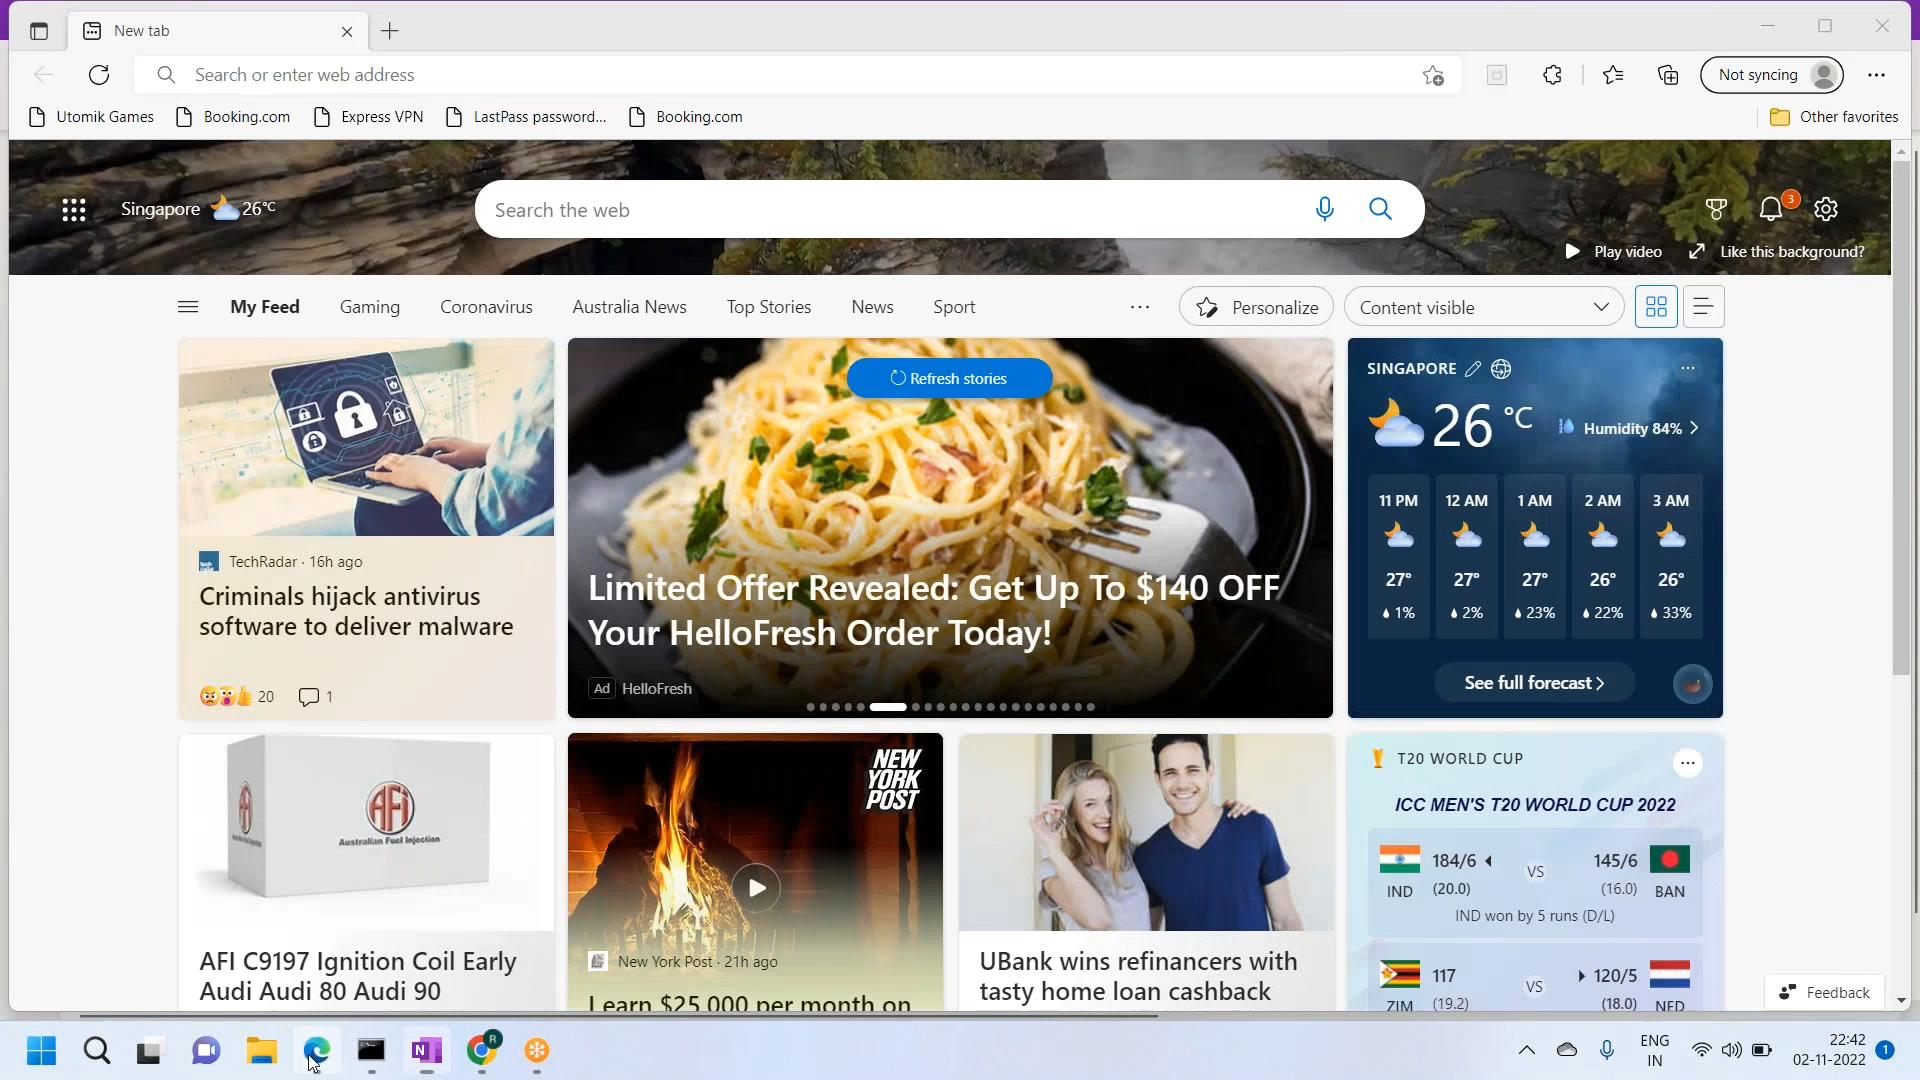 New tab
Search or enter web address
Not syncing
Utomik Games
Booking.com
Express VPN
LastPass password...
Booking.com
Other favorites
Singapore
26°C
Search the web
3
Play video
Like this background?
My Feed
Gaming
Coronavirus
Australia News
Top Stories
News
Sport
Personalize
Content visible
TechRadar · 16h ago
Criminals hijack antivirus
software to deliver malware
20
1
Refresh stories
Limited Offer Revealed: Get Up To $140 OFF
Your HelloFresh Order Today!
Ad HelloFresh
SINGAPORE
26 °C
Humidity 84%
11 PM 12 AM 1 AM 2 AM 3 AM
27° 27° 27° 26° 26°
1% 2% 23% 22% 33%
See full forecast
AFi
Australian Fuel Injection
AFI C9197 Ignition Coil Early
Audi Audi 80 Audi 90
NEW
YORK
POST
New York Post · 21h ago
Learn $25,000 per month on
UBank wins refinancers with
tasty home loan cashback
T20 WORLD CUP
ICC MEN'S T20 WORLD CUP 2022
184/6 VS 145/6
IND (20.0) (16.0) BAN
IND won by 5 runs (D/L)
117 VS 120/5
ZIM (19.2) (18.0) NED
Feedback
N
R
ENG
IN
22:42
02-11-2022
1